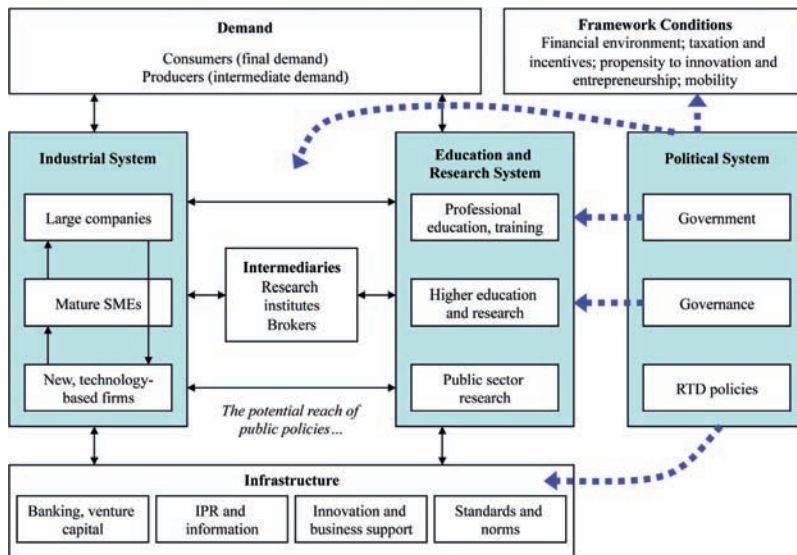 Demand
Consumers (final demand)
Producers (intermediate demand)
Framework Conditions
Financial environment; taxation and
incentives; propensity to innovation and
entrepreneurship; mobility
Industrial System
Large companies
Mature SMEs
New, technology-
based firms
Intermediaries
Research
institutes
Brokers
The potential reach of
public policies…
Education and
Research System
Professional
education, training
Higher education
and research
Public sector
research
Political System
Government
Governance
RTD policies
Infrastructure
Banking, venture
capital
IPR and
information
Innovation and
business support
Standards and
norms